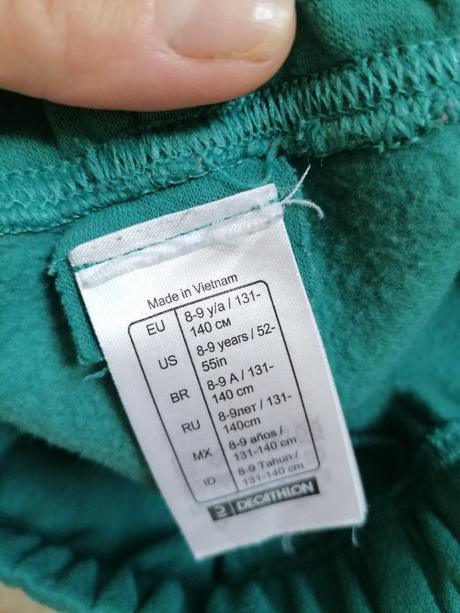 Made in Vietnam
EU 8-9 y/a / 131-
140 см
US 8-9 years / 52-
55in
BR 8-9 A / 131-
140 cm
RU 8-9лет / 131-
140cm
MX 8-9 años /
131-140 cm
ID 8-9 Tahun /
131-140 cm
DECATHLON